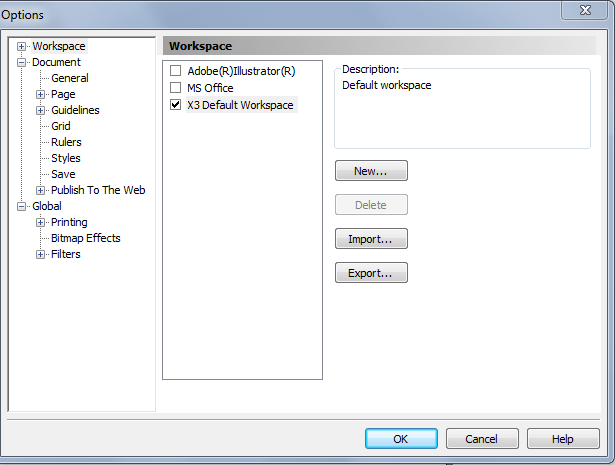 Options
Workspace
Document
General
Page
Guidelines
Grid
Rulers
Styles
Save
Publish To The Web
Global
Printing
Bitmap Effects
Filters
Workspace
Adobe(R)Illustrator(R)
MS Office
X3 Default Workspace
Description:
Default workspace
New...
Delete
Import...
Export...
OK
Cancel
Help